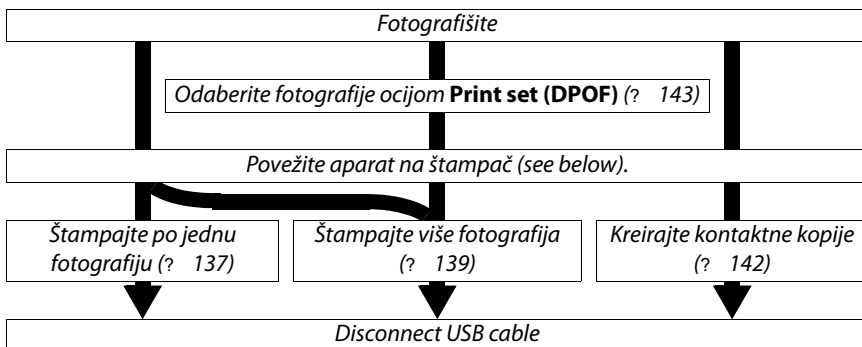 Fotografišite
Odaberite fotografije ocijom Print set (DPOF) (? 143)
Povežite aparat na štampač (see below).
Štampajte po jednu
fotografiju (? 137)
Štampajte više fotografija
(? 139)
Kreirajte kontaktne kopije
(? 142)
Disconnect USB cable